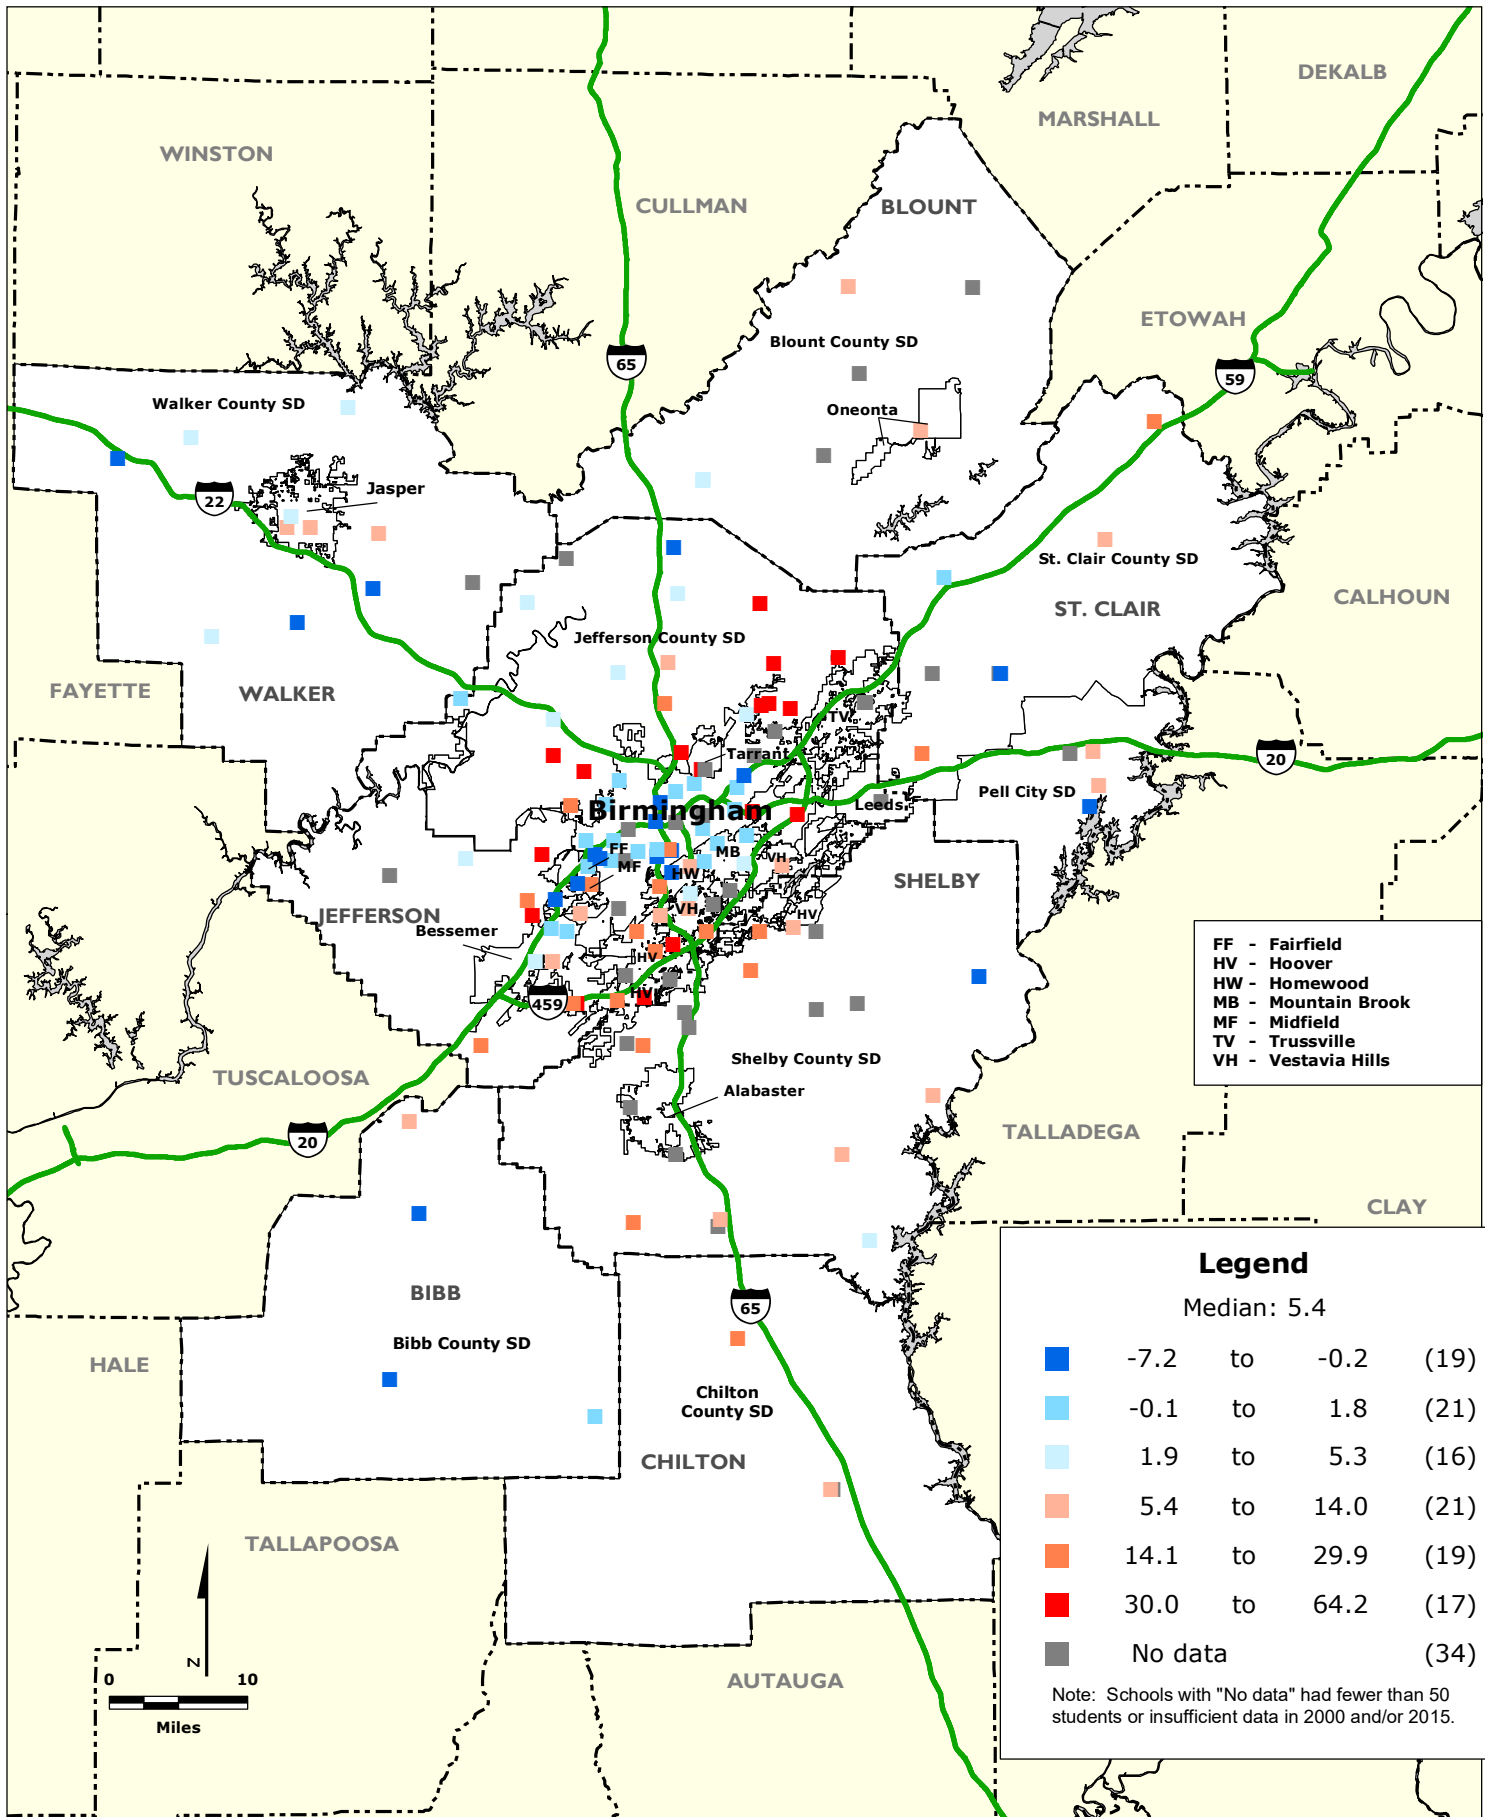 DEKALB
MARSHALL
WINSTON
CULLMAN
BLOUNT
ETOWAH
Blount County SD
65
59
Walker County SD
Oneonta
Jasper
22
St. Clair County SD
CALHOUN
ST. CLAIR
Jefferson County SD
FAYETTE
WALKER
TV
Tarrant
20
Pell City SD
Leeds
Birmingham
FF
MB
VH
MF
HW
SHELBY
JEFFERSON
VH
HV
Bessemer
HV
FF - Fairfield
HV - Hoover
HW - Homewood
MB - Mountain Brook
MF - Midfield
TV - Trussville
VH - Vestavia Hills
459
HV
Shelby County SD
TUSCALOOSA
Alabaster
20
TALLADEGA
CLAY
BIBB
65
Bibb County SD
HALE
Chilton
County SD
CHILTON
TALLAPOOSA
AUTAUGA
Legend
Median: 5.4
-7.2 to -0.2 (19)
-0.1 to 1.8 (21)
1.9 to 5.3 (16)
5.4 to 14.0 (21)
14.1 to 29.9 (19)
30.0 to 64.2 (17)
No data (34)
Note: Schools with "No data" had fewer than 50
students or insufficient data in 2000 and/or 2015.
N
0 10
Miles